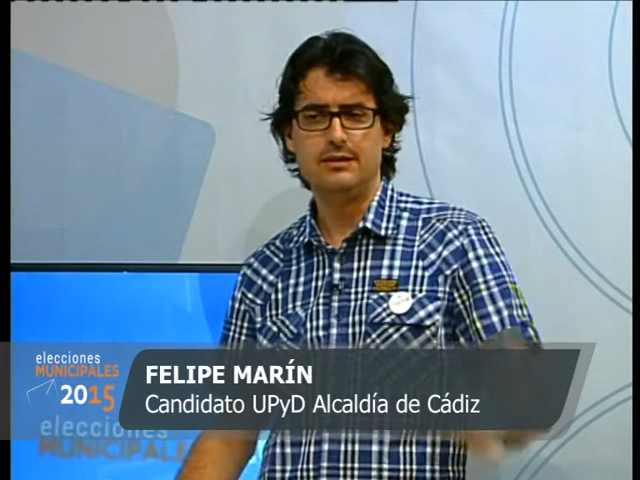 elecciones
MUNICIPALES
2015
FELIPE MARÍN
Candidato UPyD Alcaldía de Cádiz
elecciones
MUNICIPALES